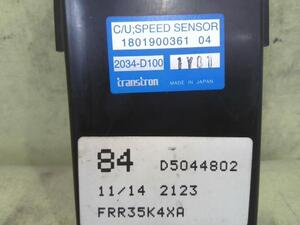 C/U;SPEED SENSOR
1801900361 04
2034-D100 1Y01
transtron MADE IN JAPAN
84 D5044802
11/14 2123
FRR35K4XA